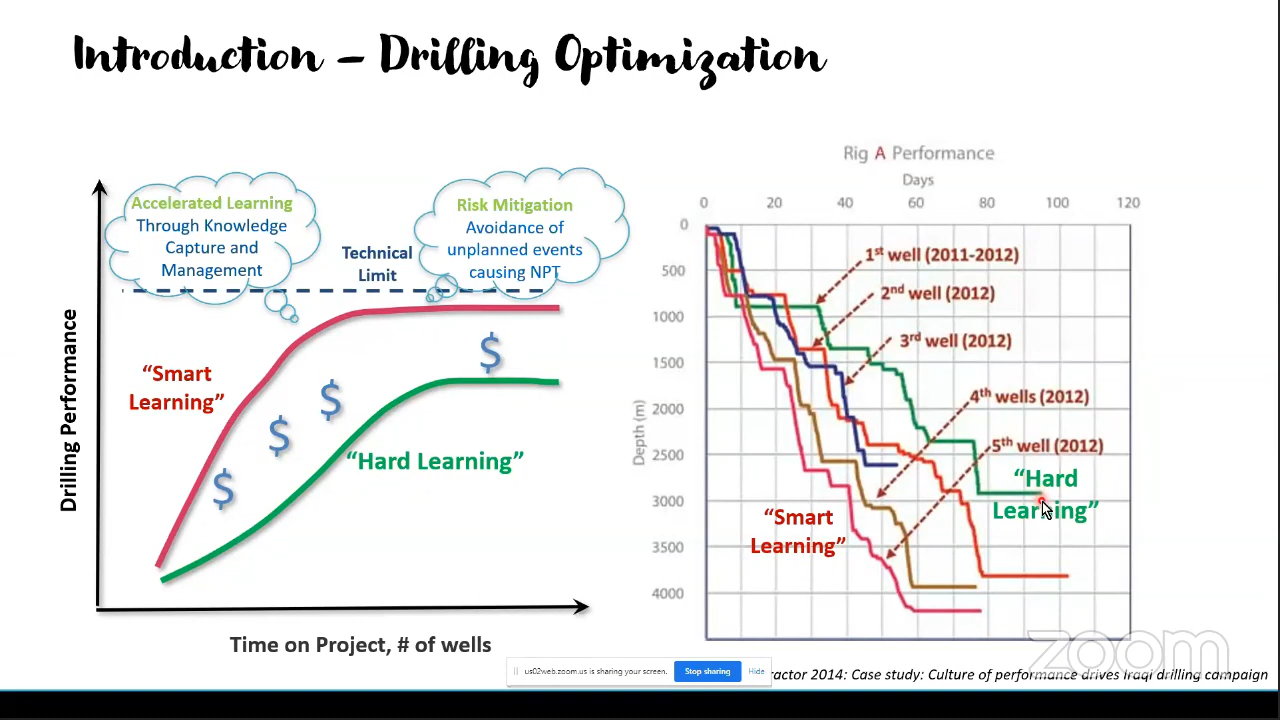 Introduction – Drilling Optimization
Accelerated Learning
Through Knowledge
Capture and
Management
Risk Mitigation
Avoidance of
unplanned events
causing NPT
Technical
Limit
"Smart
Learning"
$
$
$
$
"Hard Learning"
Drilling Performance
Time on Project, # of wells
Rig A Performance
Days
0 20 40 60 80 100 120
Depth (m)
0
500
1000
1500
2000
2500
3000
3500
4000
1st well (2011-2012)
2nd well (2012)
3rd well (2012)
4th wells (2012)
5th well (2012)
"Hard
Learning"
"Smart
Learning"
zoom
us02web.zoom.us is sharing your screen. Stop sharing Hide
2014: Case study: Culture of performance drives Iraqi drilling campaign